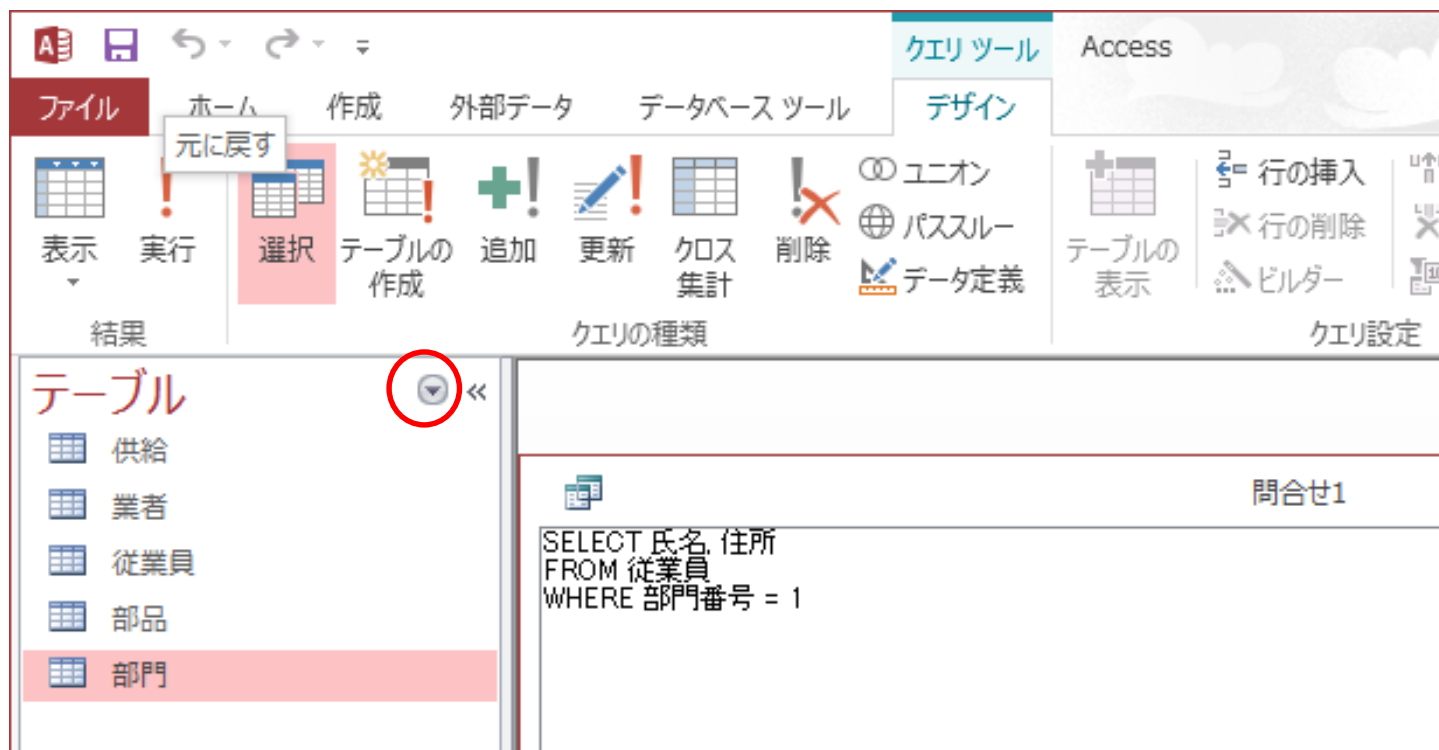 クエリ ツール Access
ファイル ホーム 作成 外部データ データベース ツール デザイン
元に戻す
表示
実行
選択
テーブルの
作成
追加
更新
クロス
集計
削除
ユニオン
パススルー
データ定義
テーブルの
表示
行の挿入
行の削除
ビルダー
結果 クエリの種類 クエリ設定
テーブル
供給
業者
従業員
部品
部門
問合せ1
SELECT 氏名, 住所
FROM 従業員
WHERE 部門番号 = 1